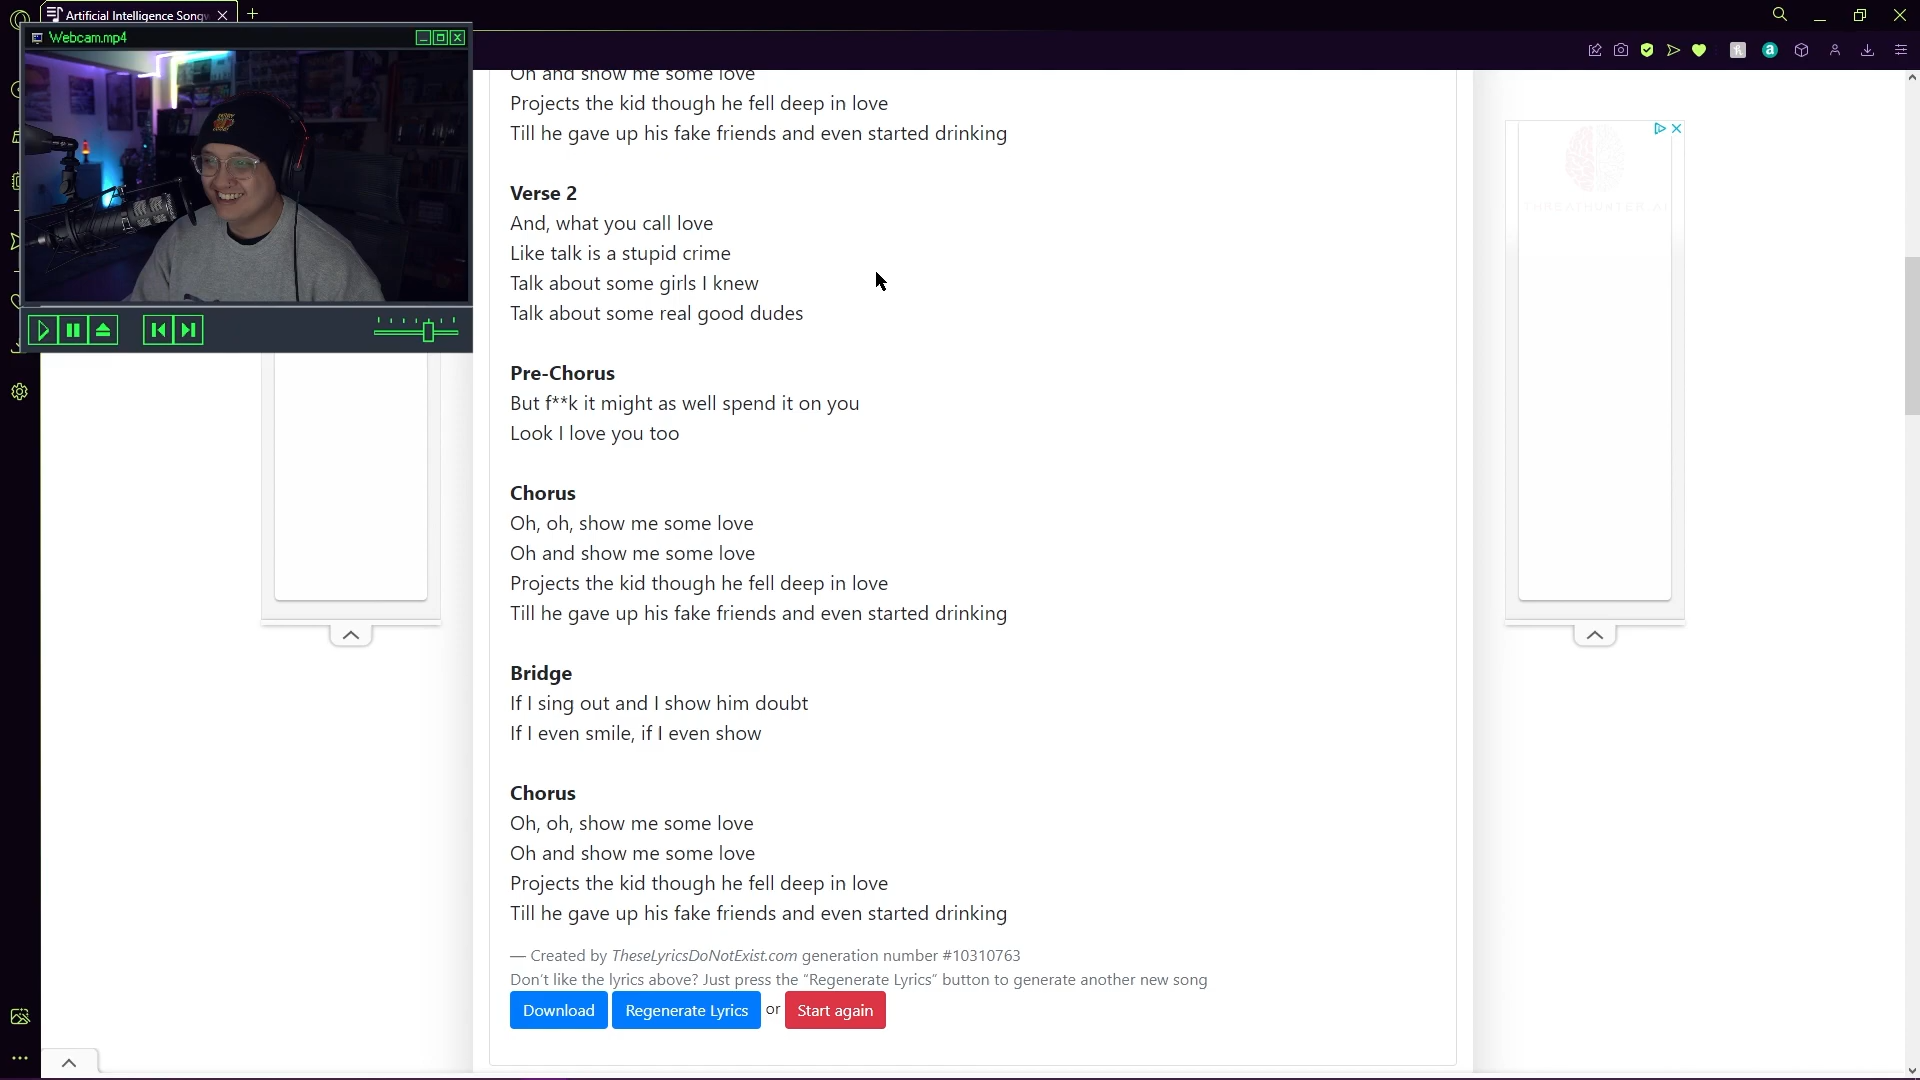 Artificial Intelligence Song
Webcam.mp4
Oh and show me some love
Projects the kid though he fell deep in love
Till he gave up his fake friends and even started drinking
Verse 2
And, what you call love
Like talk is a stupid crime
Talk about some girls I knew
Talk about some real good dudes
Pre-Chorus
But f**k it might as well spend it on you
Look I love you too
Chorus
Oh, oh, show me some love
Oh and show me some love
Projects the kid though he fell deep in love
Till he gave up his fake friends and even started drinking
Bridge
If I sing out and I show him doubt
If I even smile, if I even show
Chorus
Oh, oh, show me some love
Oh and show me some love
Projects the kid though he fell deep in love
Till he gave up his fake friends and even started drinking
— Created by TheseLyricsDoNotExist.com generation number #10310763
Don't like the lyrics above? Just press the "Regenerate Lyrics" button to generate another new song
Download Regenerate Lyrics or Start again